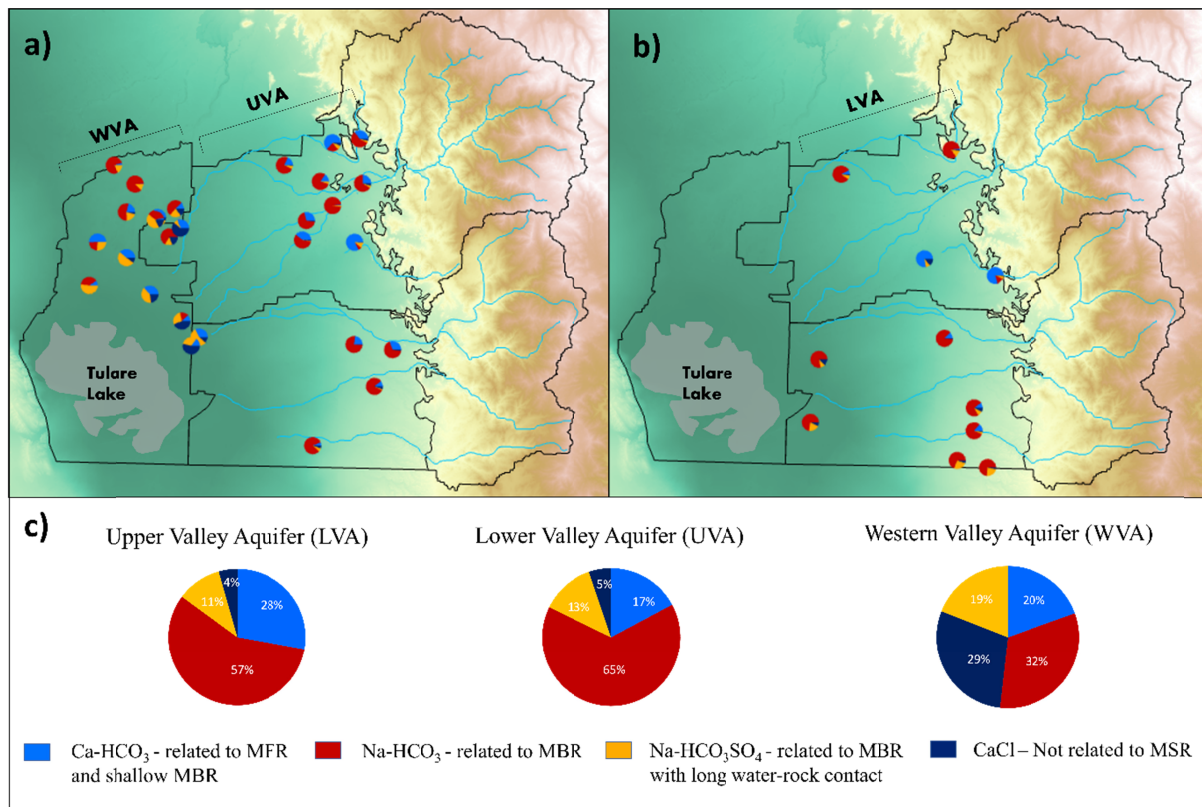 a)
WVA
UVA
Tulare
Lake
b)
LVA
Tulare
Lake
c)
Upper Valley Aquifer (LVA)
Lower Valley Aquifer (UVA)
Western Valley Aquifer (WVA)
4%
11%
28%
57%
5%
13%
17%
65%
19%
20%
29%
32%
Ca-HCO₃ - related to MFR
and shallow MBR
Na-HCO₃ - related to MBR
Na-HCO₃SO₄ - related to MBR
with long water-rock contact
CaCl – Not related to MSR